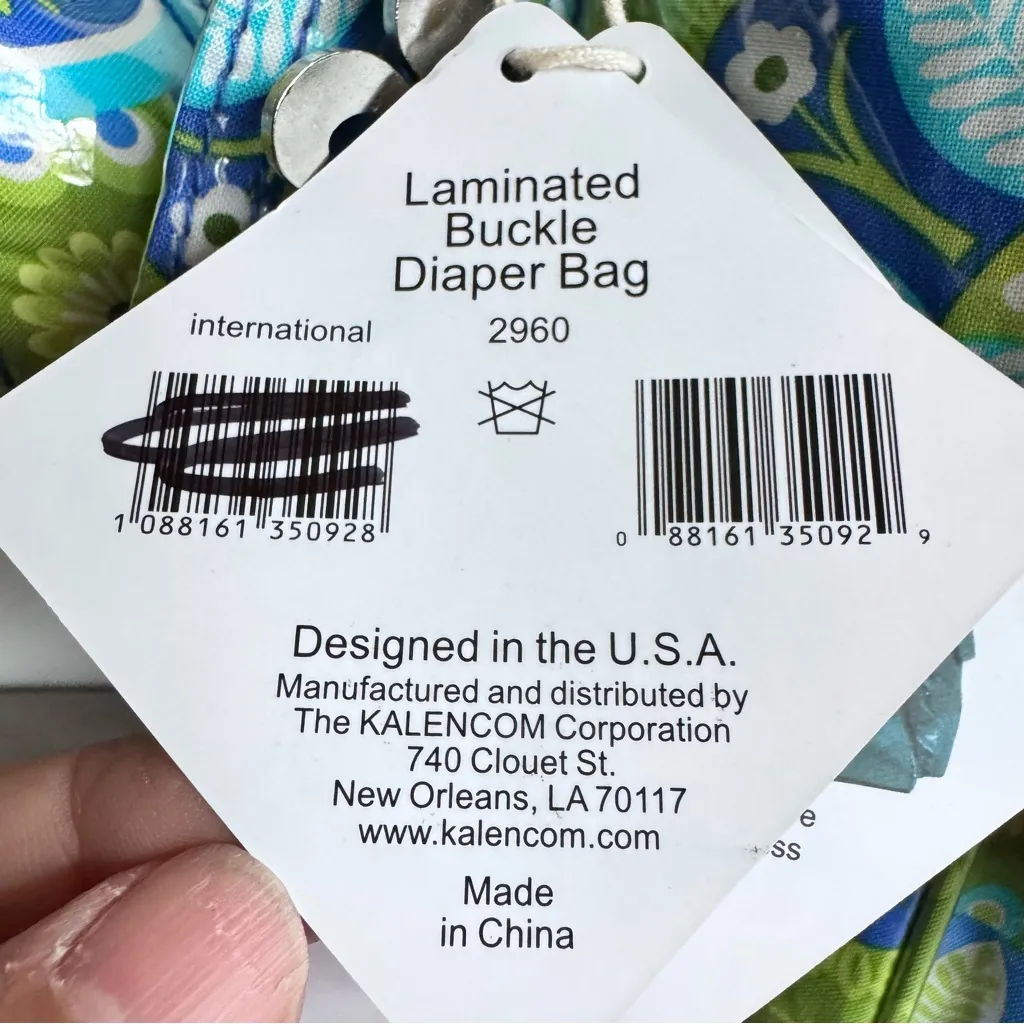 Laminated
Buckle
Diaper Bag
international 2960
1 088161 350928
0 88161 35092 9
Designed in the U.S.A.
Manufactured and distributed by
The KALENCOM Corporation
740 Clouet St.
New Orleans, LA 70117
www.kalencom.com
Made
in China
e
ss